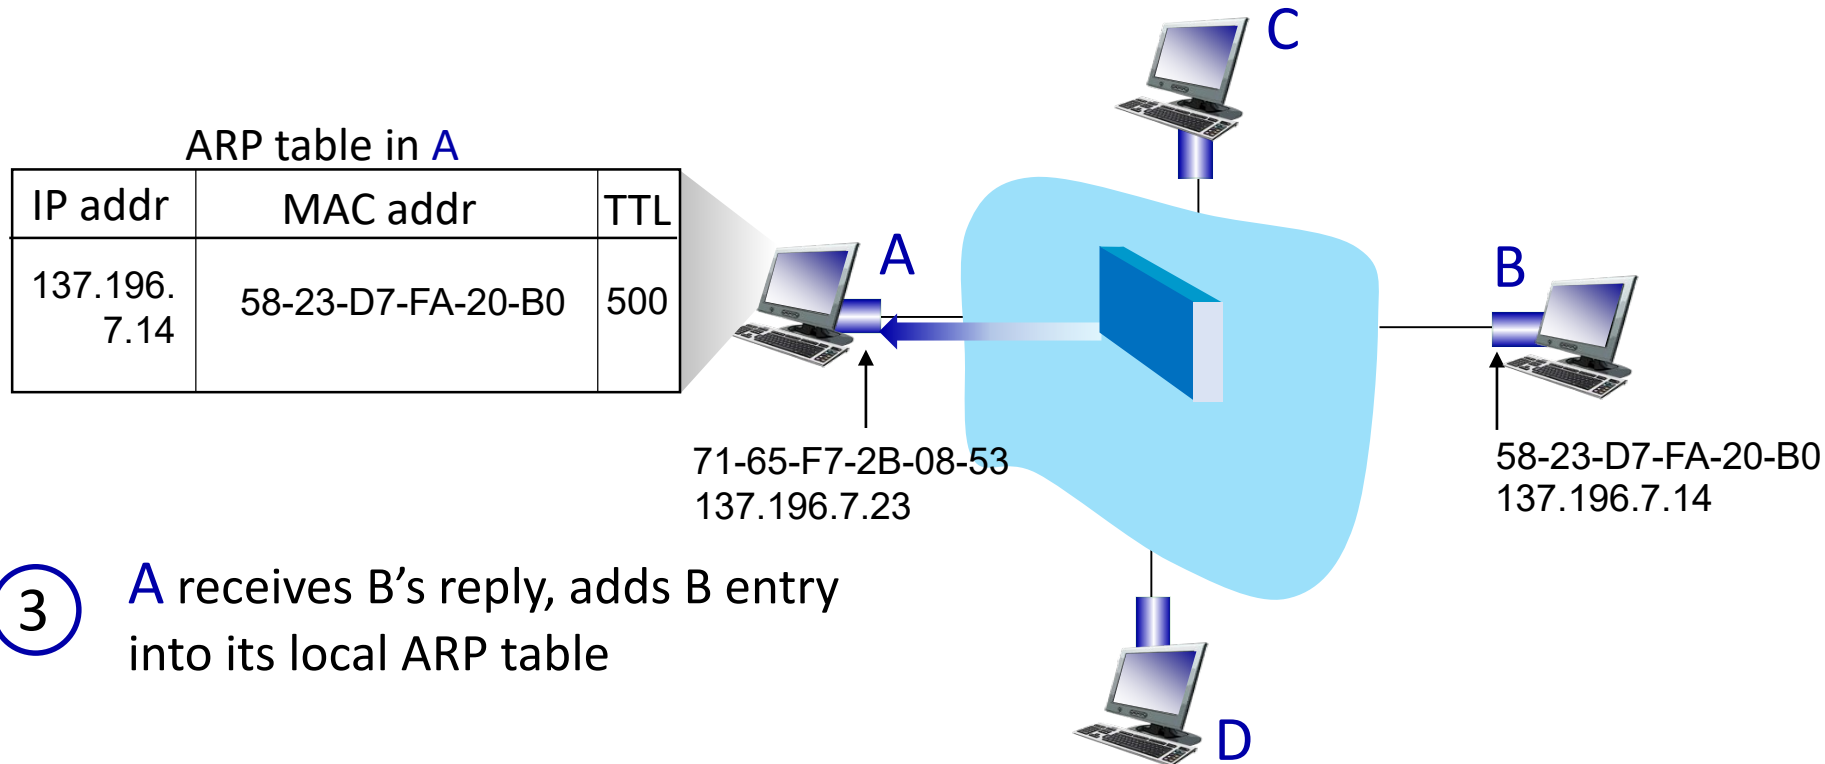 C
ARP table in A
IP addr MAC addr TTL
137.196.
7.14
58-23-D7-FA-20-B0 500
A
B
71-65-F7-2B-08-53
137.196.7.23
58-23-D7-FA-20-B0
137.196.7.14
3
A receives B’s reply, adds B entry
into its local ARP table
D